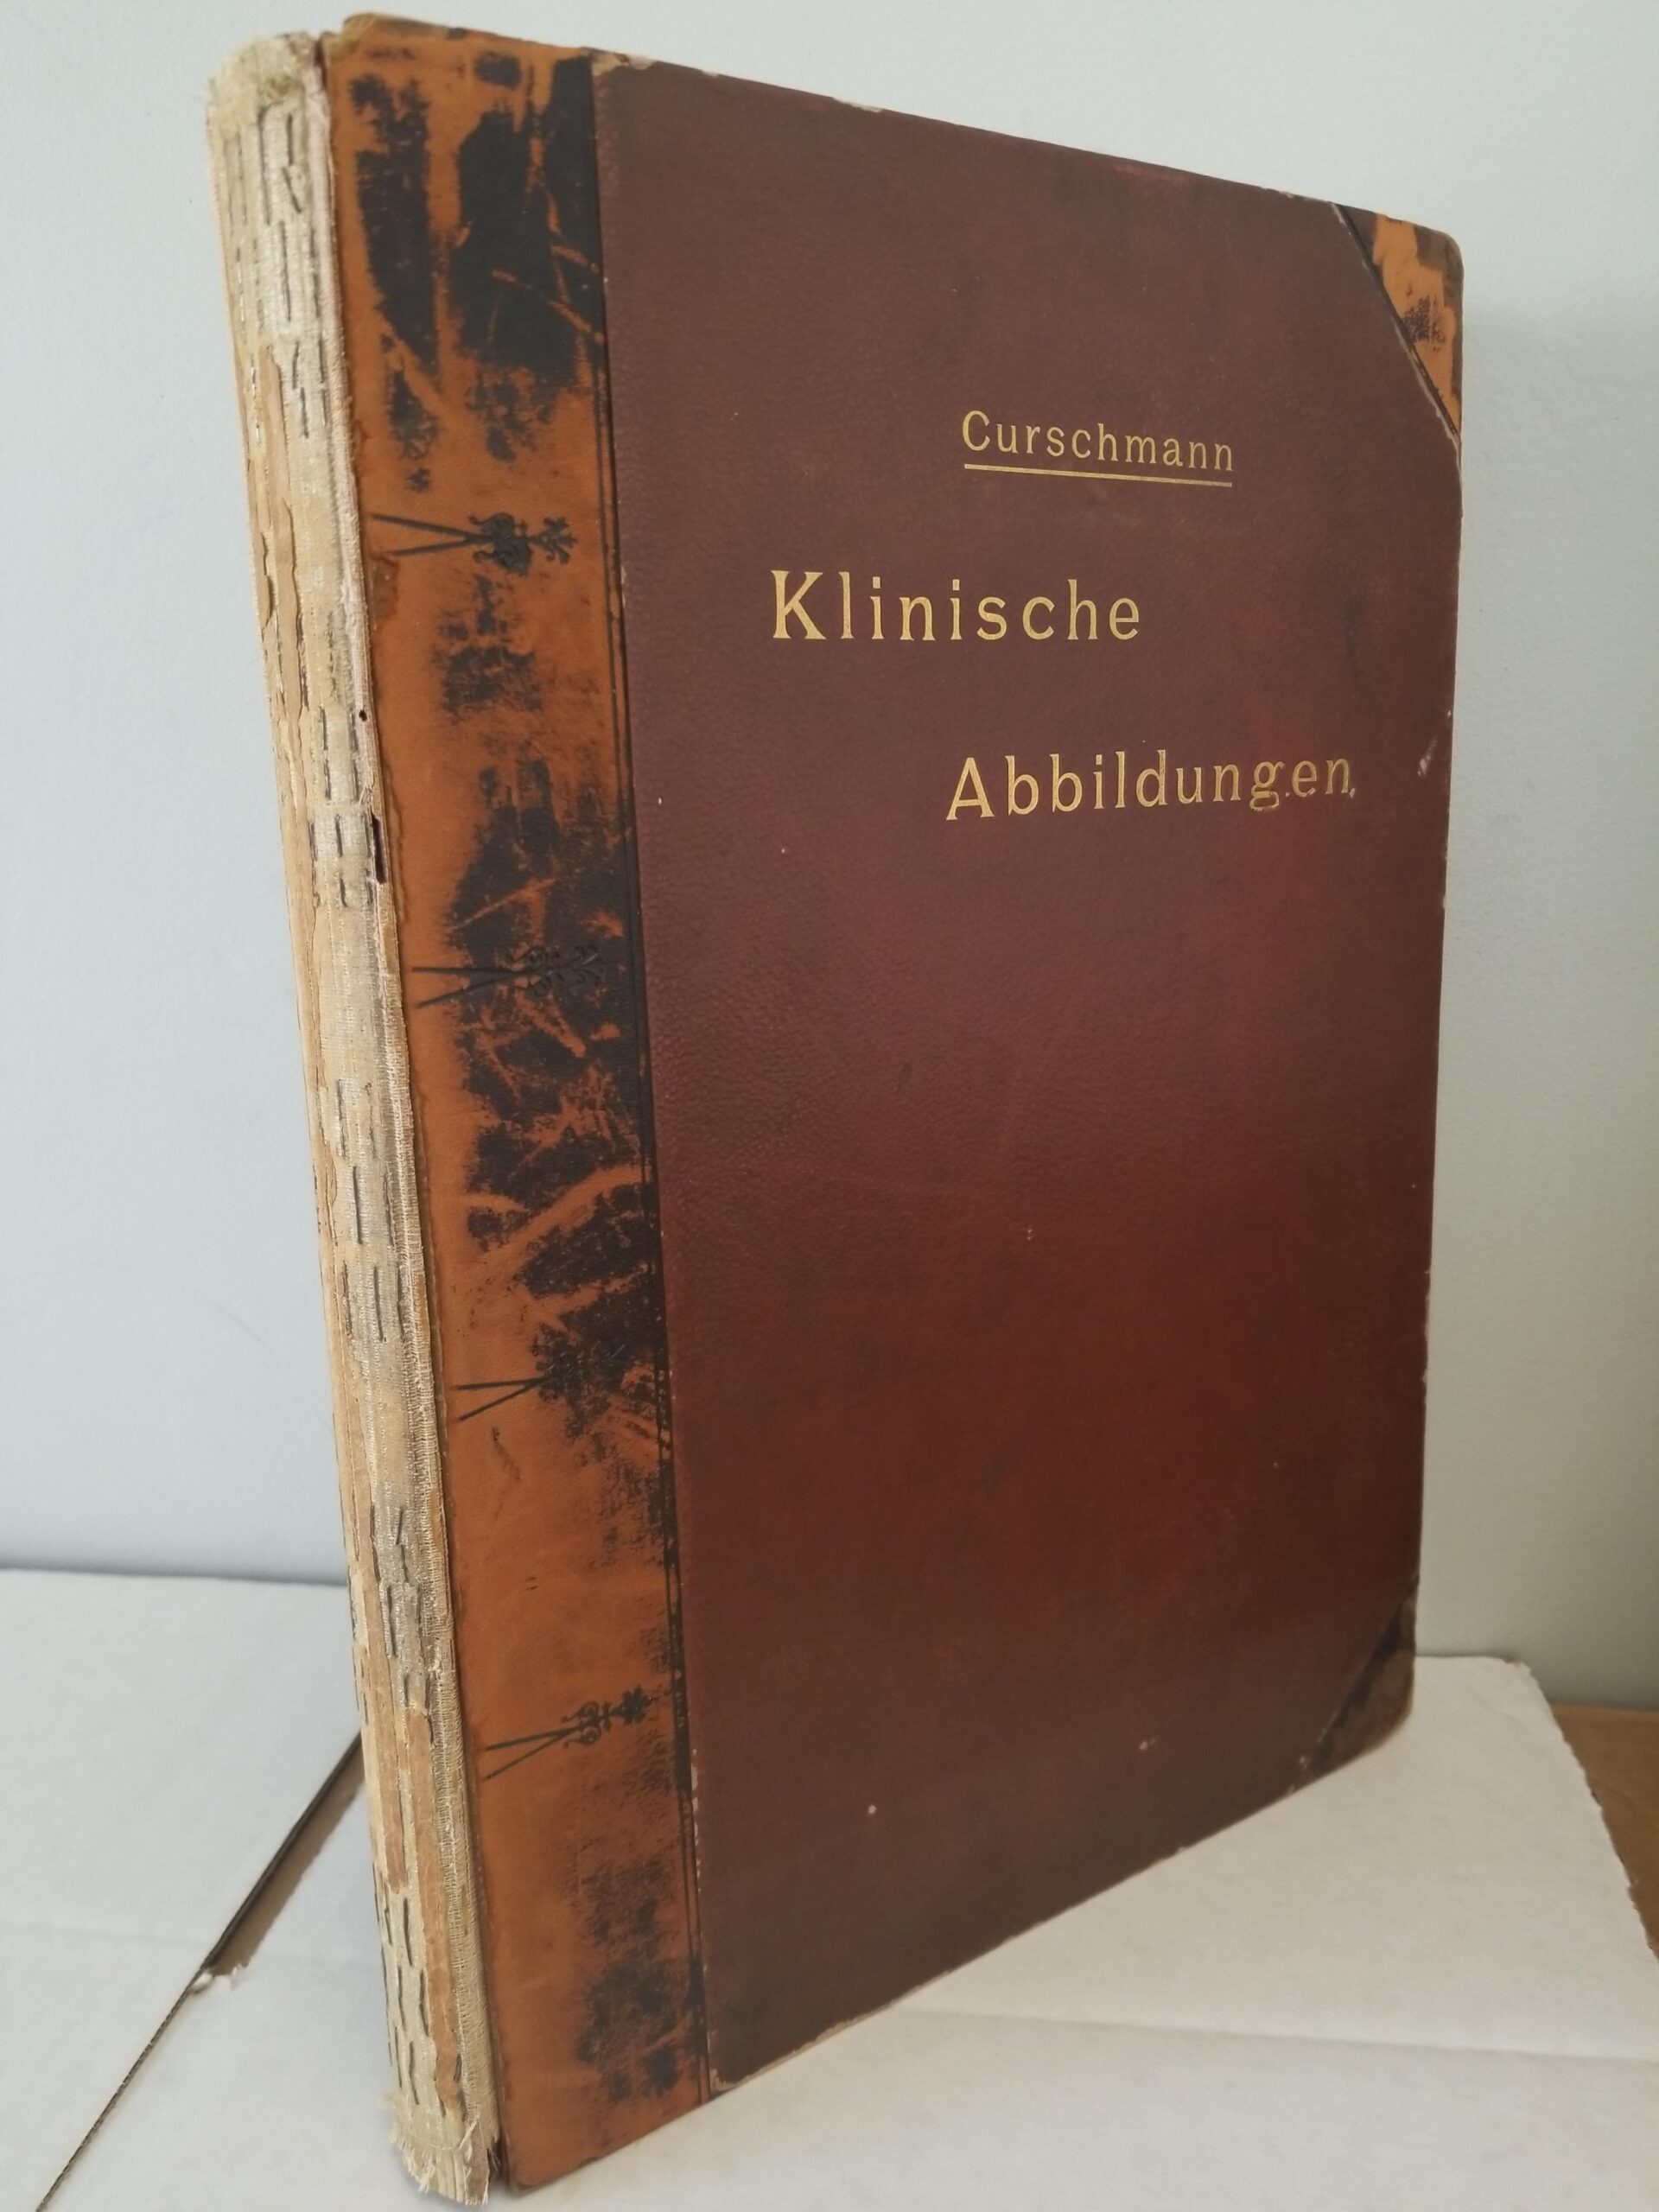 Curschmann
Klinische
Abbildungen.